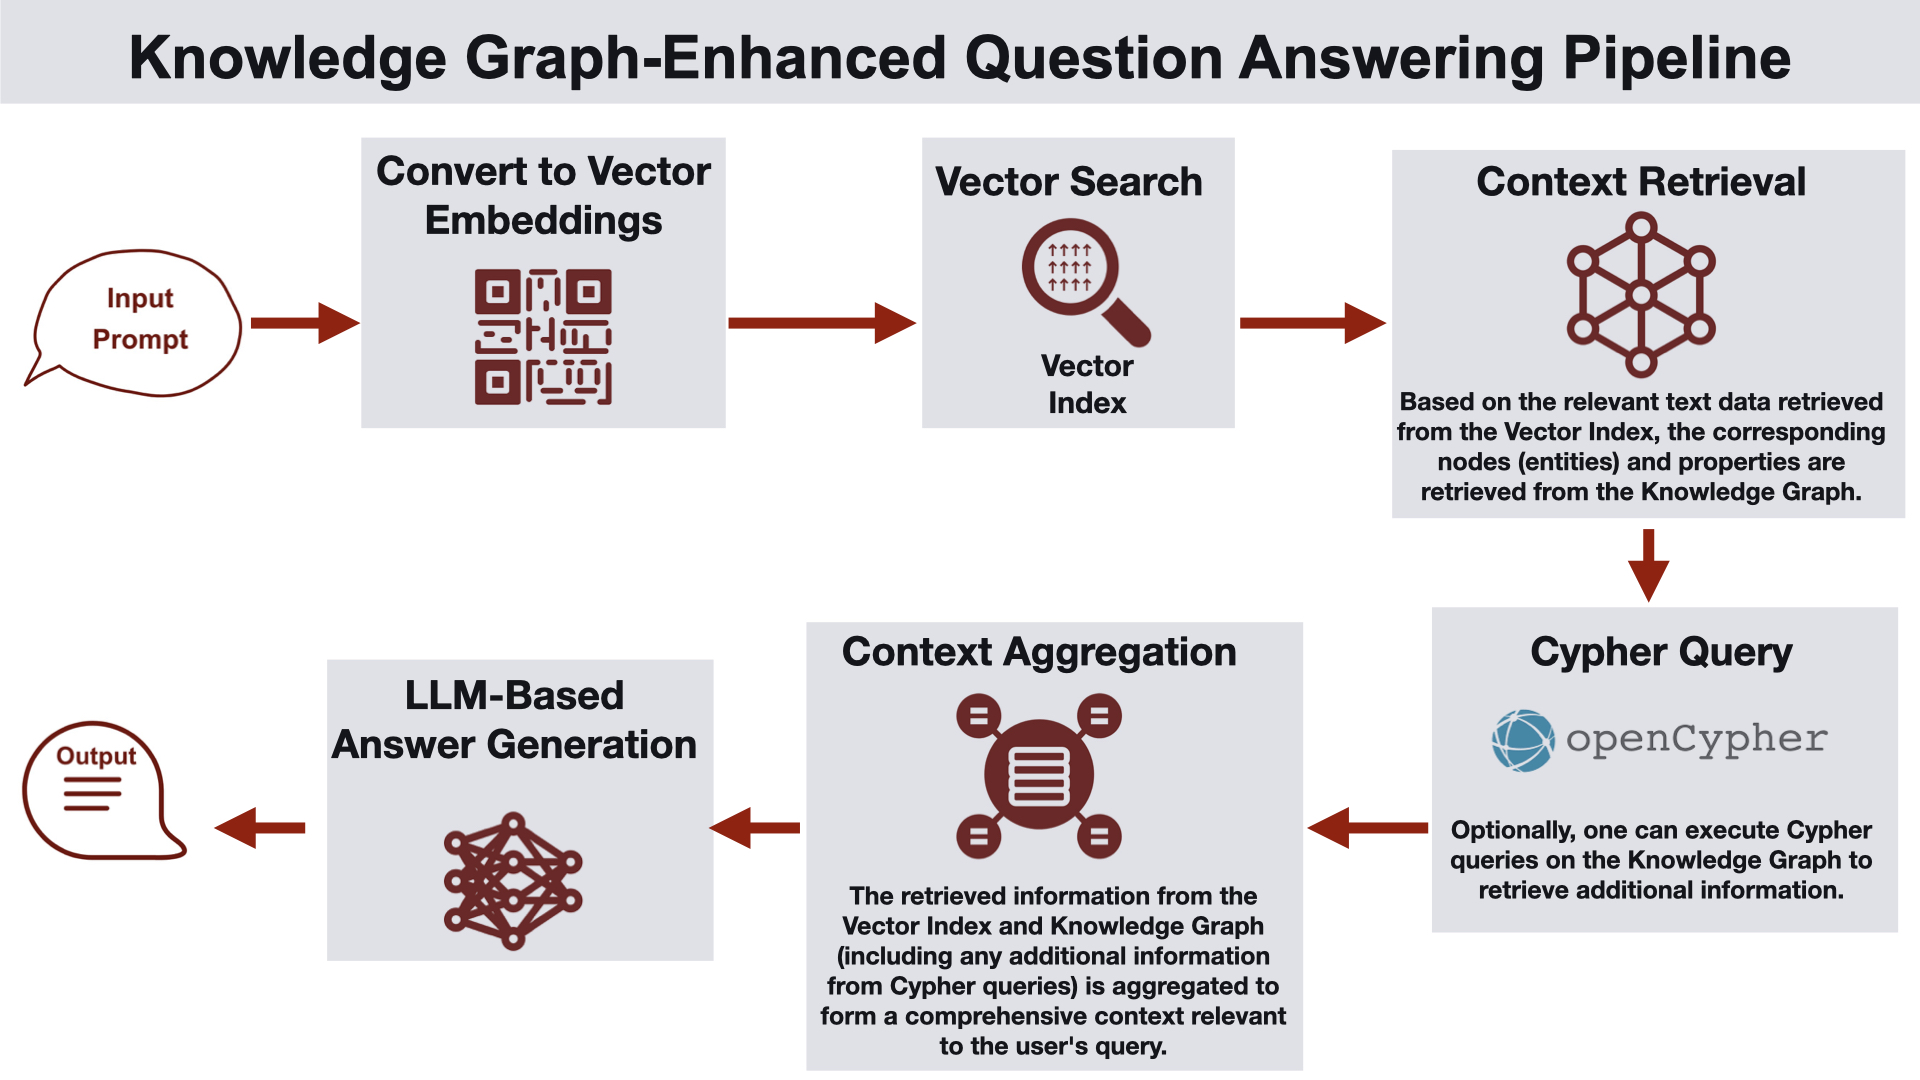 Knowledge Graph-Enhanced Question Answering Pipeline
Input
Prompt
Convert to Vector
Embeddings
Vector Search
Vector
Index
Context Retrieval
Based on the relevant text data retrieved
from the Vector Index, the corresponding
nodes (entities) and properties are
retrieved from the Knowledge Graph.
Cypher Query
openCypher
Optionally, one can execute Cypher
queries on the Knowledge Graph to
retrieve additional information.
Context Aggregation
The retrieved information from the
Vector Index and Knowledge Graph
(including any additional information
from Cypher queries) is aggregated to
form a comprehensive context relevant
to the user's query.
LLM-Based
Answer Generation
Output